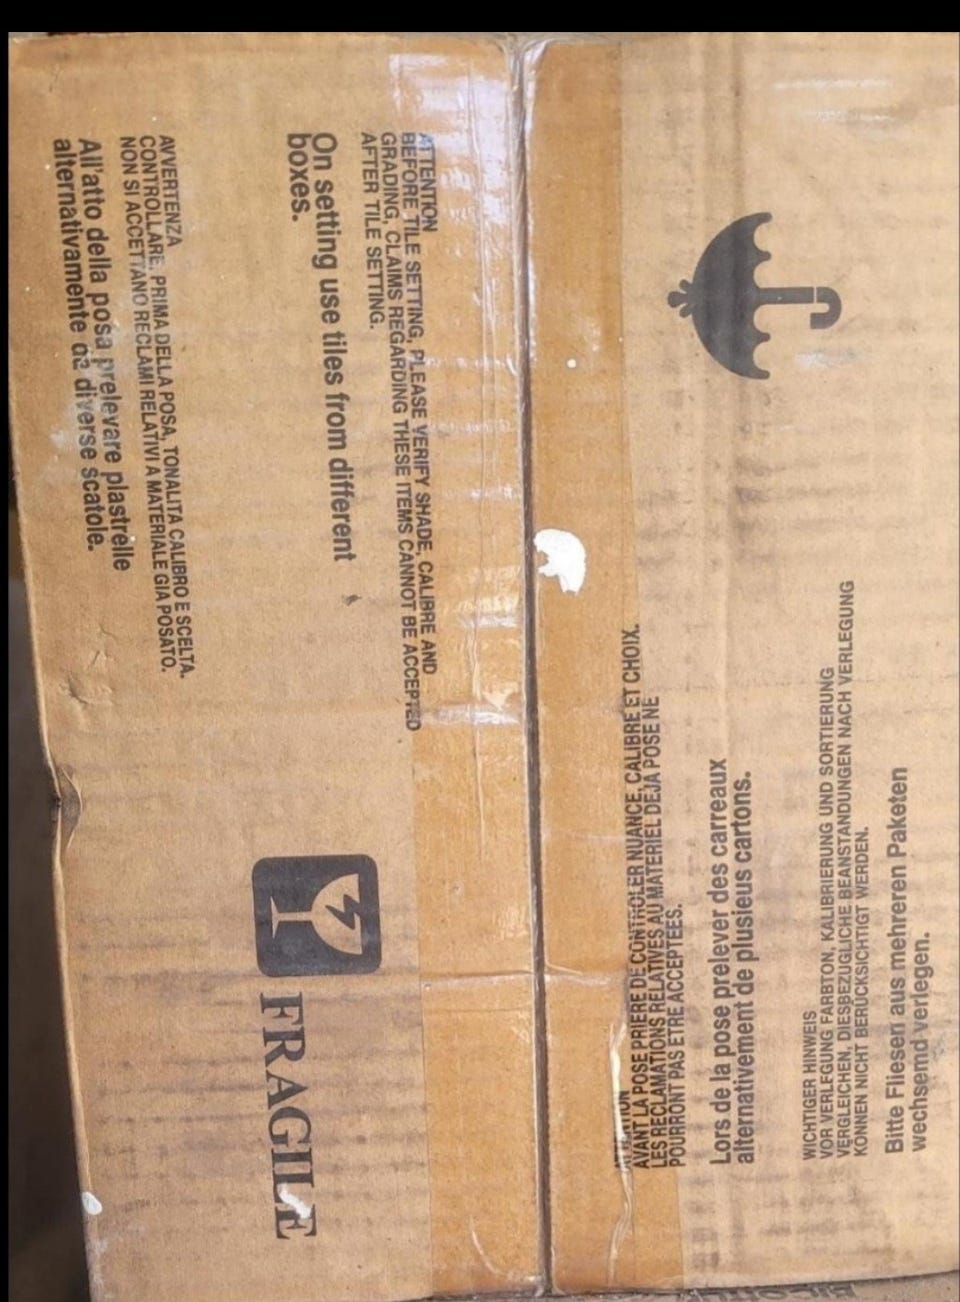 ATTENTION
BEFORE TILE SETTING, PLEASE VERIFY SHADE, CALIBRE AND
GRADING, CLAIMS REGARDING THESE ITEMS CANNOT BE ACCEPTED
AFTER TILE SETTING.
On setting use tiles from different
boxes.
AVVERTENZA
CONTROLLARE, PRIMA DELLA POSA, TONALITA CALIBRO E SCELTA.
NON SI ACCETTANO RECLAMI RELATIVI A MATERIALE GIA POSATO.
All'atto della posa prelevare plastrelle
alternativamente da diverse scatole.
FRAGILE
ATTENTION
AVANT LA POSE PRIERE DE CONTROLER NUANCE, CALIBRE ET CHOIX.
LES RECLAMATIONS RELATIVES AU MATERIEL DEJA POSE NE
POURRONT PAS ETRE ACCEPTEES.
Lors de la pose prelever des carreaux
alternativement de plusieus cartons.
WICHTIGER HINWEIS
VOR VERLEGUNG FARBTON, KALIBRIERUNG UND SORTIERUNG
VERGLEICHEN, DIESBEZUGLICHE BEANSTANDUNGEN NACH VERLEGUNG
KONNEN NICHT BERUCKSICHTIGT WERDEN.
Bitte Fliesen aus mehreren Paketen
wechsemd verlegen.